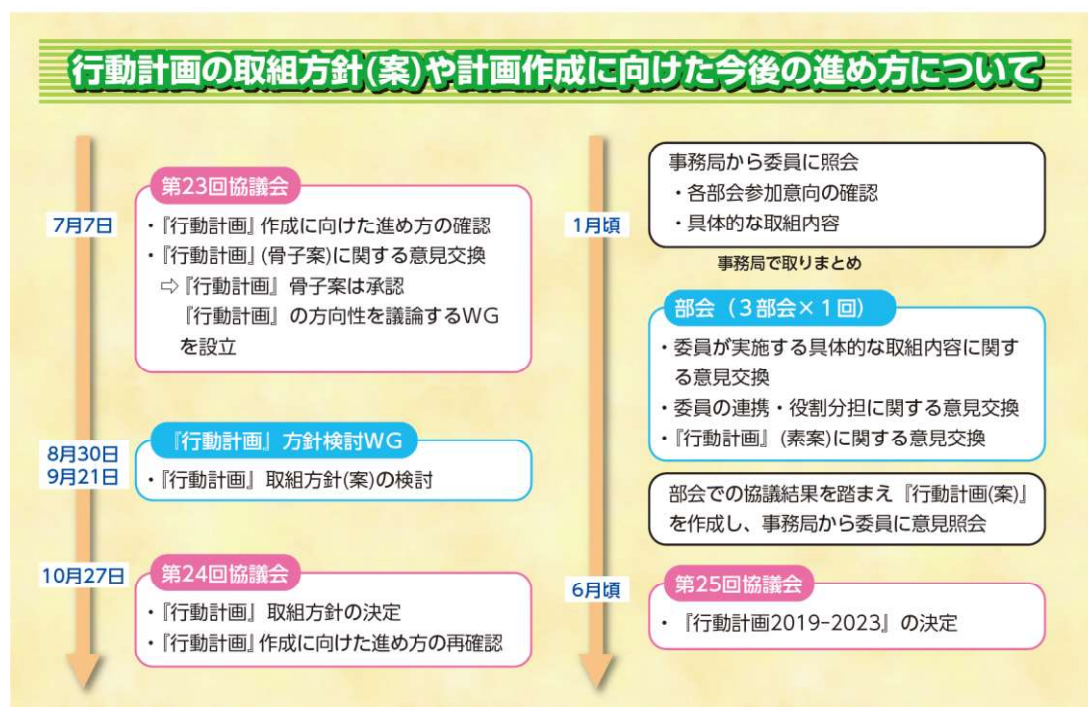 行動計画の取組方針(案)や計画作成に向けた今後の進め方について
7月7日
第23回協議会
・『行動計画』作成に向けた進め方の確認
・『行動計画』(骨子案)に関する意見交換
⇨『行動計画』骨子案は承認
『行動計画』の方向性を議論するWG
を設立
8月30日
9月21日
『行動計画』方針検討WG
・『行動計画』取組方針(案)の検討
10月27日
第24回協議会
・『行動計画』取組方針の決定
・『行動計画』作成に向けた進め方の再確認
1月頃
事務局から委員に照会
・各部会参加意向の確認
・具体的な取組内容
事務局で取りまとめ
部会（3部会×1回）
・委員が実施する具体的な取組内容に関す
る意見交換
・委員の連携・役割分担に関する意見交換
・『行動計画』(素案)に関する意見交換
部会での協議結果を踏まえ『行動計画(案)』
を作成し、事務局から委員に意見照会
6月頃
第25回協議会
・『行動計画2019-2023』の決定